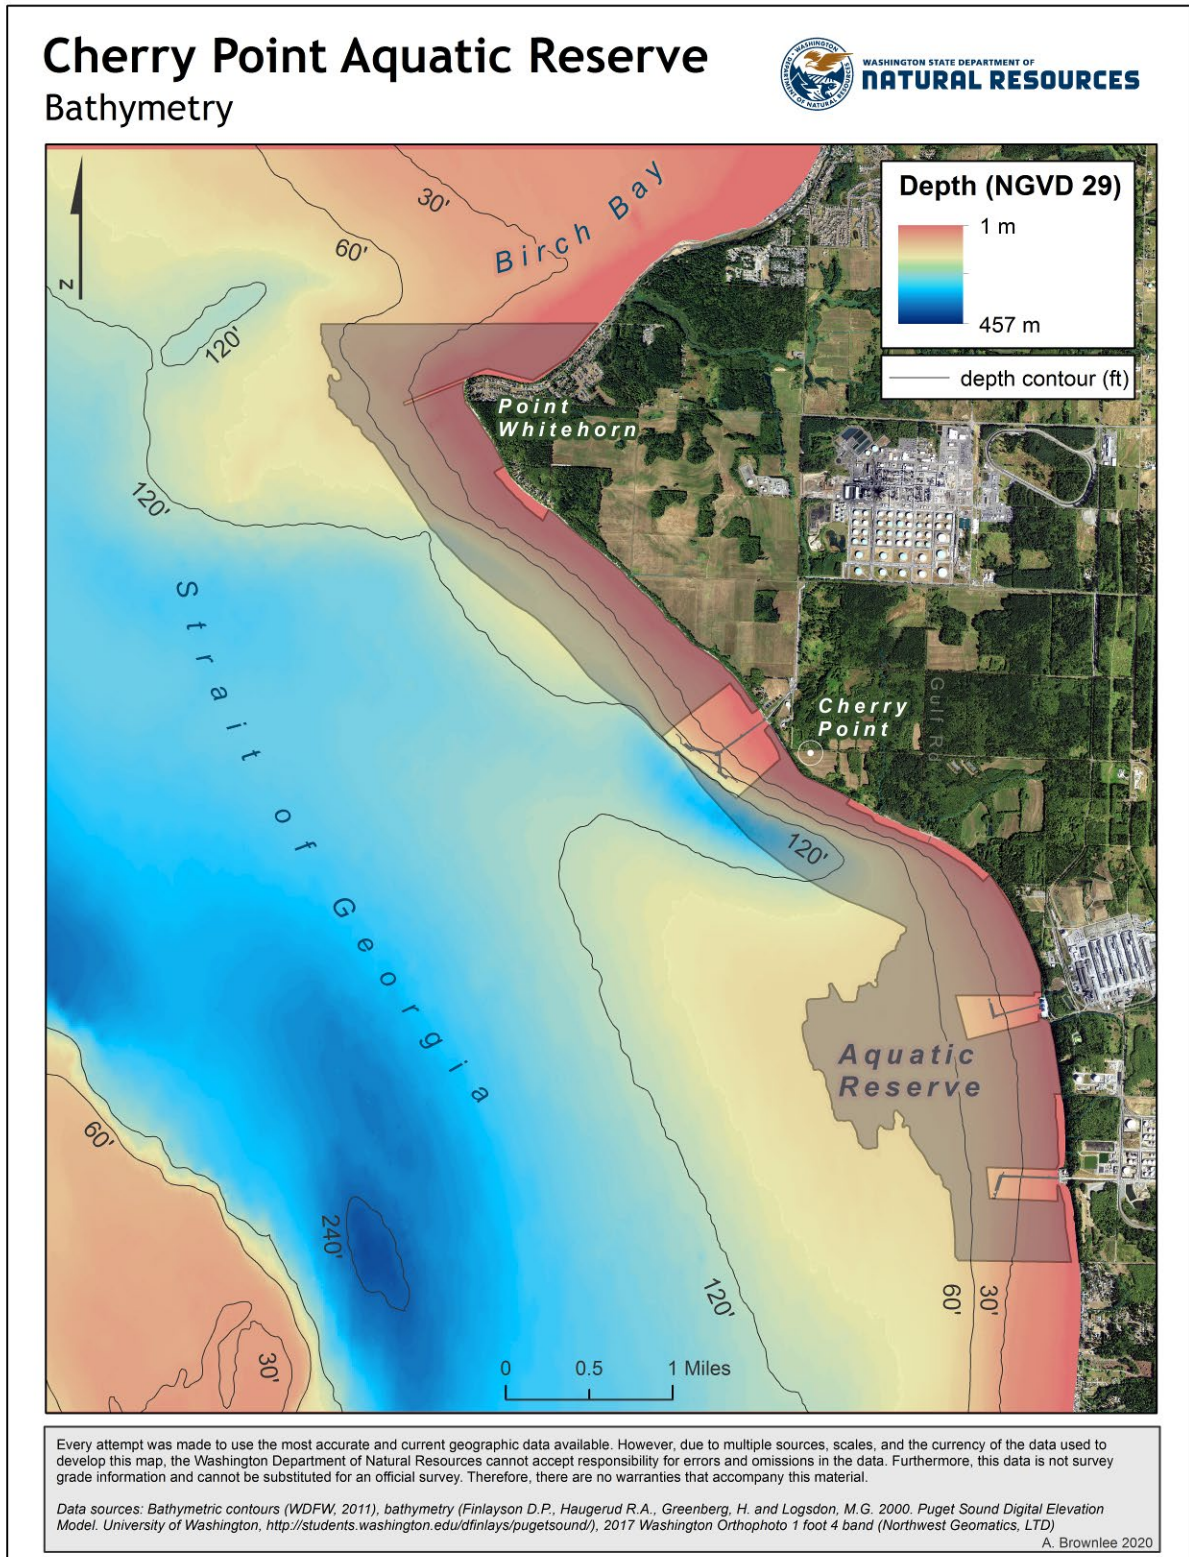 Cherry Point Aquatic Reserve
Bathymetry
WASHINGTON STATE DEPARTMENT OF
NATURAL RESOURCES
WASHINGTON
DEPARTMENT OF NATURAL RESOURCES
Depth (NGVD 29)
1 m
457 m
depth contour (ft)
N
30'
60'
Birch Bay
120'
Point
Whitehorn
120'
Strait of Georgia
Cherry
Point
Gulf Rd
120'
Aquatic
Reserve
60'
240'
120'
60'
30'
30'
0 0.5 1 Miles
Every attempt was made to use the most accurate and current geographic data available. However, due to multiple sources, scales, and the currency of the data used to
develop this map, the Washington Department of Natural Resources cannot accept responsibility for errors and omissions in the data. Furthermore, this data is not survey
grade information and cannot be substituted for an official survey. Therefore, there are no warranties that accompany this material.
Data sources: Bathymetric contours (WDFW, 2011), bathymetry (Finlayson D.P., Haugerud R.A., Greenberg, H. and Logsdon, M.G. 2000. Puget Sound Digital Elevation
Model. University of Washington, http://students.washington.edu/dfinlays/pugetsound/), 2017 Washington Orthophoto 1 foot 4 band (Northwest Geomatics, LTD)
A. Brownlee 2020